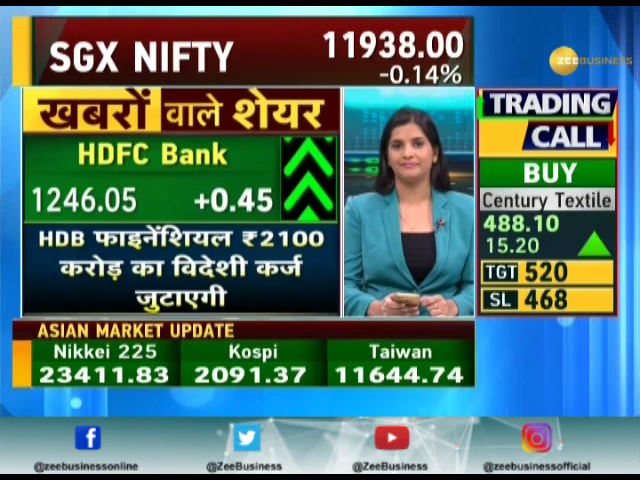 SGX NIFTY
11938.00
-0.14%
ZEEBUSINESS
खबरों वाले शेयर
HDFC Bank
1246.05 +0.45
HDB फाइनेंशियल ₹2100
करोड़ का विदेशी कर्ज
जुटाएगी
TRADING
CALL
BUY
Century Textile
488.10
15.20
TGT 520
SL 468
ASIAN MARKET UPDATE
Nikkei 225 Kospi Taiwan
23411.83 2091.37 11644.74
@zeebusinessonline @ZeeBusiness @ZeeBusiness @zeebusinessofficial